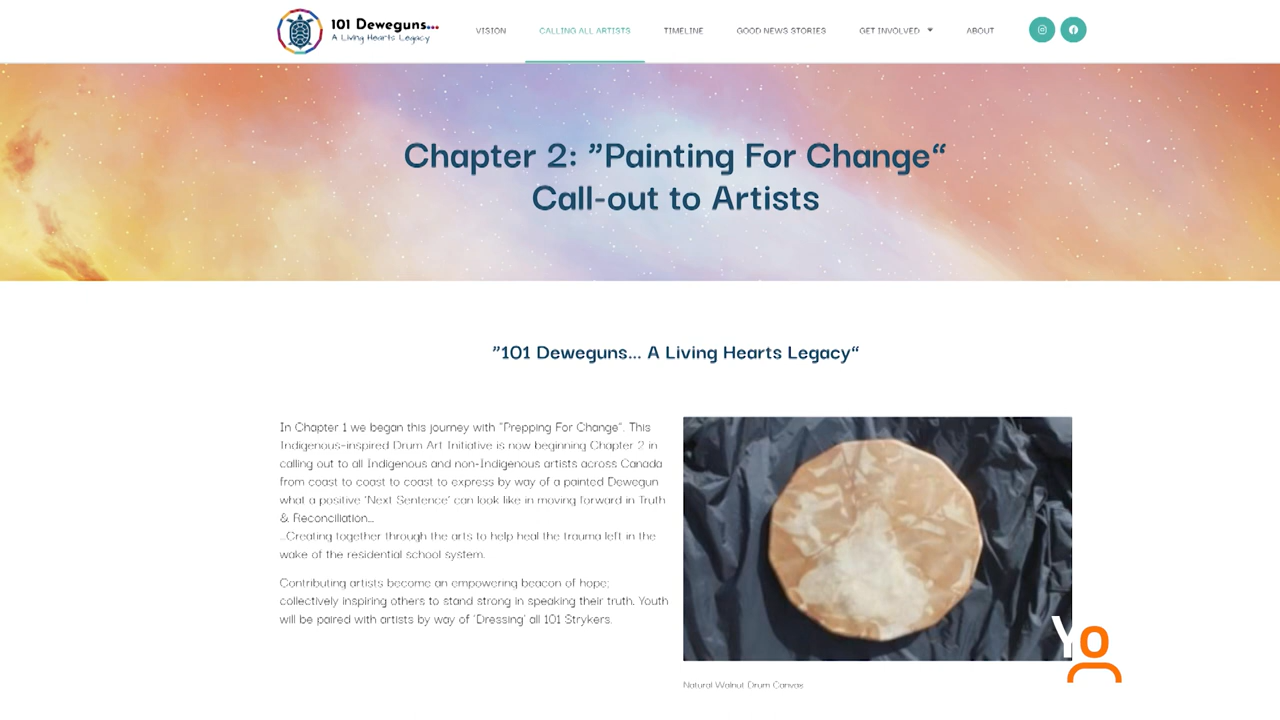 101 Deweguns...
A Living Hearts Legacy
VISION
CALLING ALL ARTISTS
TIMELINE
GOOD NEWS STORIES
GET INVOLVED
ABOUT
Chapter 2: ”Painting For Change“
Call-out to Artists
”101 Deweguns... A Living Hearts Legacy“
In Chapter 1 we began this journey with “Prepping For Change”. This
Indigenous-inspired Drum Art Initiative is now beginning Chapter 2 in
calling out to all Indigenous and non-Indigenous artists across Canada
from coast to coast to coast to express by way of a painted Dewegun
what a positive ‘Next Sentence’ can look like in moving forward in Truth
& Reconciliation...
...Creating together through the arts to help heal the trauma left in the
wake of the residential school system.
Contributing artists become an empowering beacon of hope;
collectively inspiring others to stand strong in speaking their truth. Youth
will be paired with artists by way of ‘Dressing’ all 101 Strykers.
Natural Walnut Drum Canvas
YO